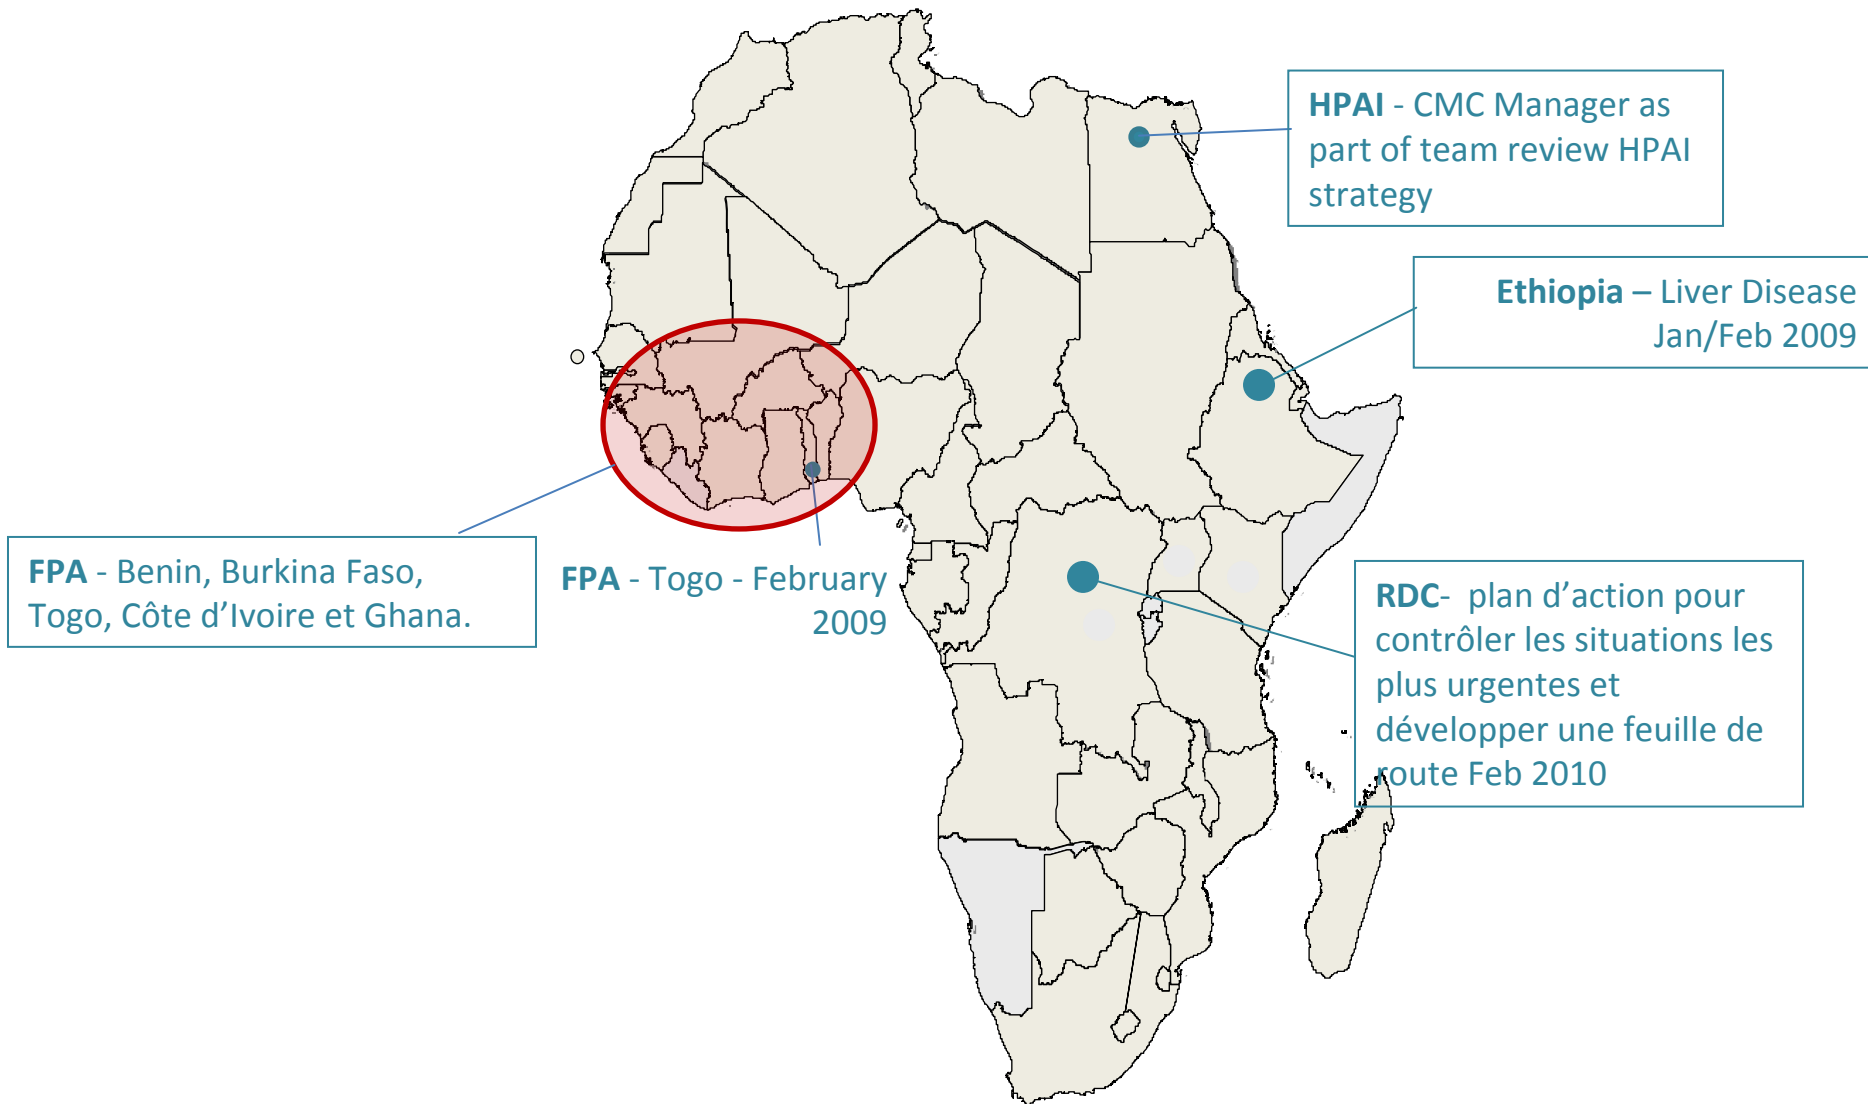 HPAI - CMC Manager as
part of team review HPAI
strategy
Ethiopia – Liver Disease
Jan/Feb 2009
FPA - Benin, Burkina Faso,
Togo, Côte d’Ivoire et Ghana.
FPA - Togo - February
2009
RDC-  plan d’action pour
contrôler les situations les
plus urgentes et
développer une feuille de
route Feb 2010